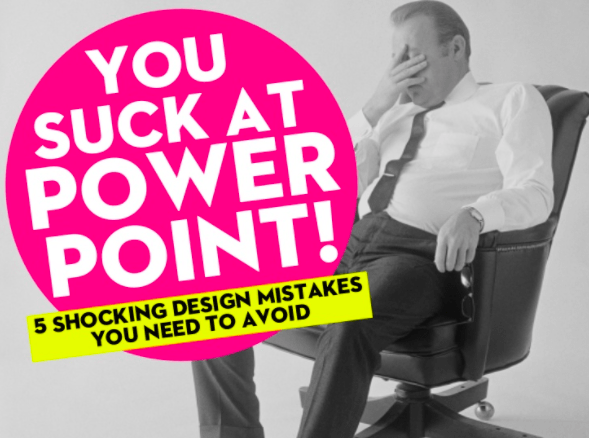 YOU
SUCK AT
POWER
POINT!
5 SHOCKING DESIGN MISTAKES
YOU NEED TO AVOID